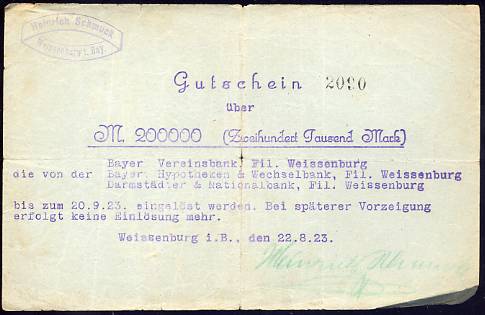 Heinrich Schmuck
Weissenburg i. Bay.
Gutschein 2090
über
M. 200000 (Zweihundert Tausend Mark)
Bayer Vereinsbank, Fil. Weissenburg
die von der Bayer. Hypotheken & Wechselbank, Fil. Weissenburg
Darmstädter & Nationalbank, Fil. Weissenburg
bis zum 20.9.23. eingelöst werden. Bei späterer Vorzeigung
erfolgt keine Einlösung mehr.
Weissenburg i.B., den 22.8.23.
Heinrich Schmuck